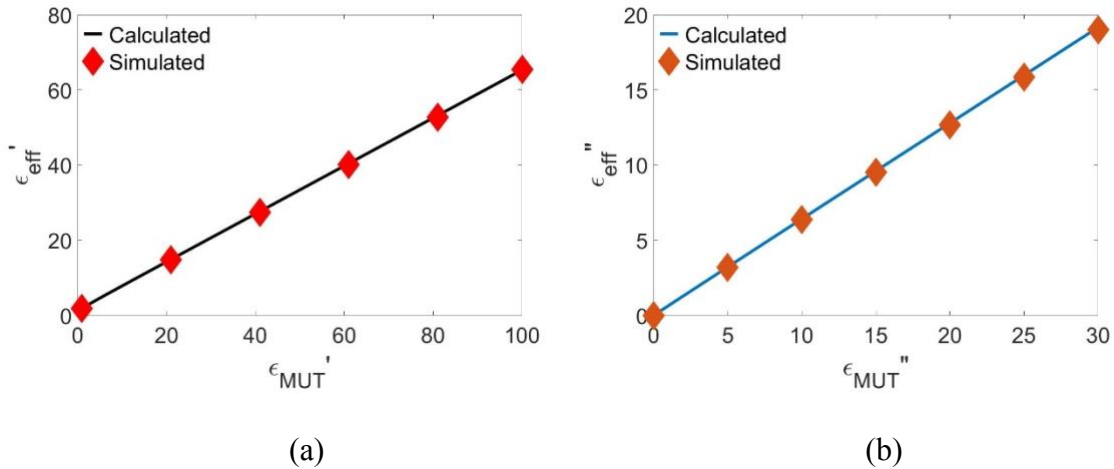 80
60
40
20
0
Calculated
Simulated
ϵeff'
0 20 40 60 80 100
ϵMUT'
(a)
20
15
10
5
0
Calculated
Simulated
ϵeff"
0 5 10 15 20 25 30
ϵMUT"
(b)